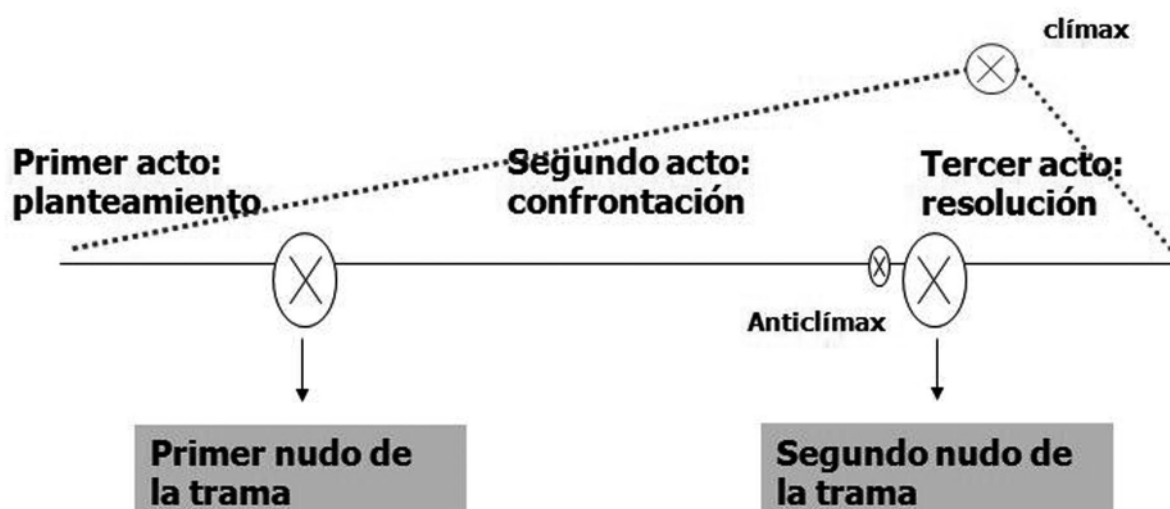 clímax
Primer acto:
planteamiento
Segundo acto:
confrontación
Tercer acto:
resolución
Anticlímax
Primer nudo de
la trama
Segundo nudo de
la trama